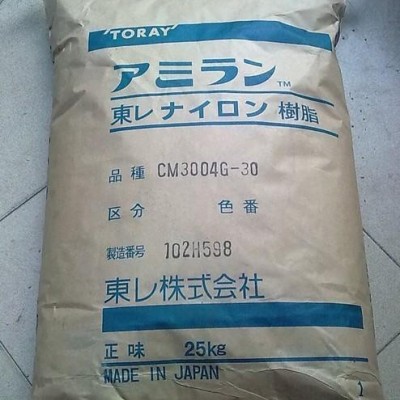 TORAY
アミラン™
東レナイロン 樹脂
品種 CM3004G-30
区分 色番
製造番号 102H598
東レ株式会社
正味 25kg
MADE IN JAPAN
1